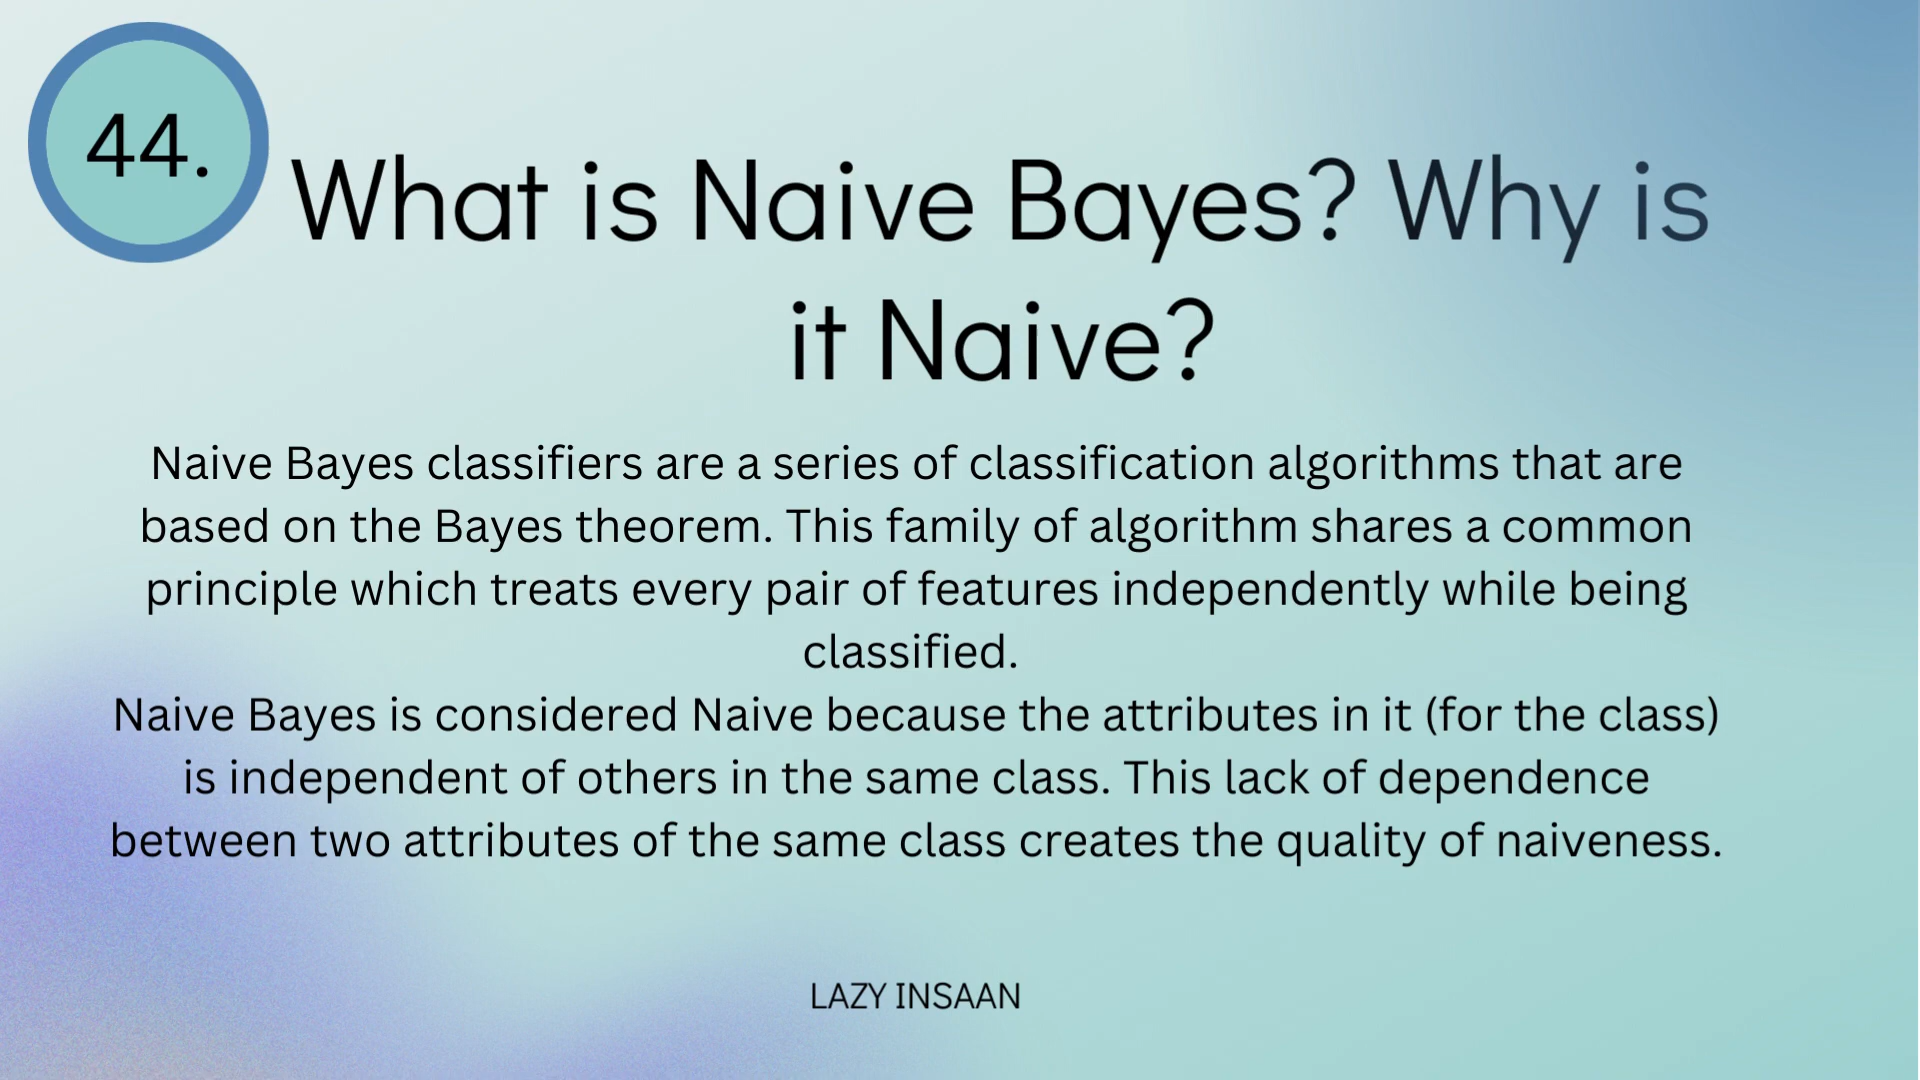 44.
What is Naive Bayes? Why is
it Naive?
Naive Bayes classifiers are a series of classification algorithms that are
based on the Bayes theorem. This family of algorithm shares a common
principle which treats every pair of features independently while being
classified.
Naive Bayes is considered Naive because the attributes in it (for the class)
is independent of others in the same class. This lack of dependence
between two attributes of the same class creates the quality of naiveness.
LAZY INSAAN